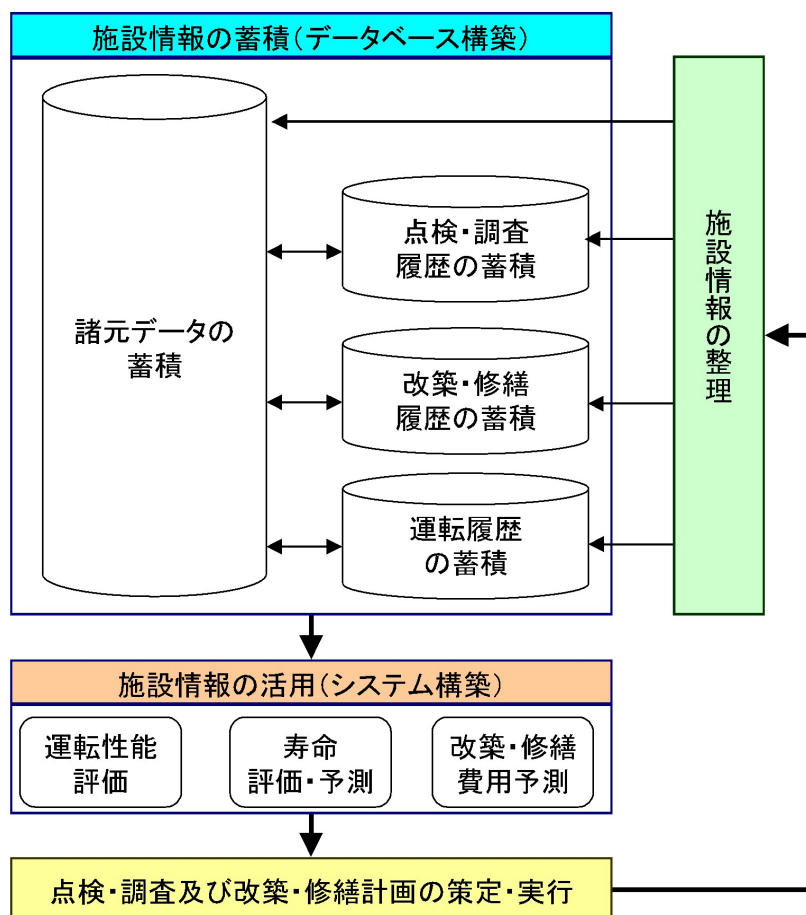 施設情報の蓄積(データベース構築)
諸元データの
蓄積
点検・調査
履歴の蓄積
改築・修繕
履歴の蓄積
運転履歴
の蓄積
施設情報の整理
施設情報の活用(システム構築)
運転性能
評価
寿命
評価・予測
改築・修繕
費用予測
点検・調査及び改築・修繕計画の策定・実行